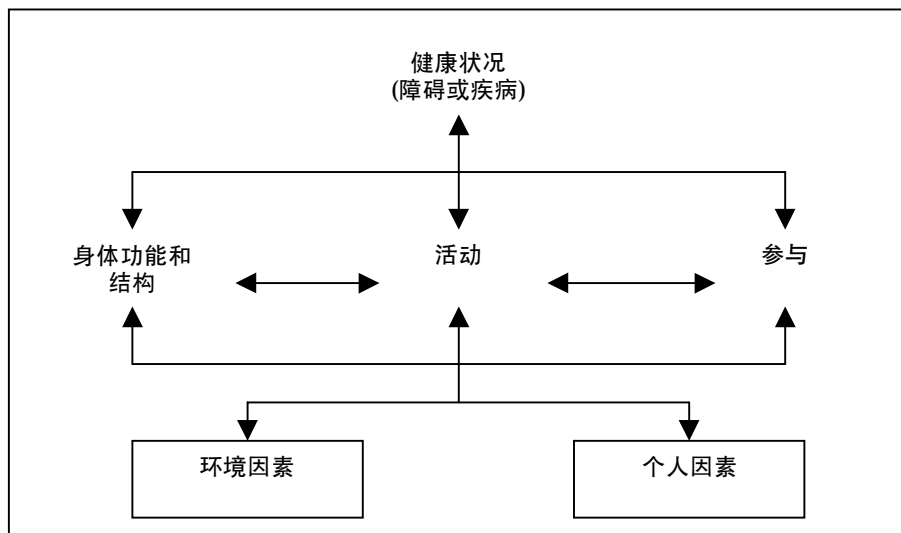 健康状况
(障碍或疾病)
身体功能和
结构
活动
参与
环境因素
个人因素